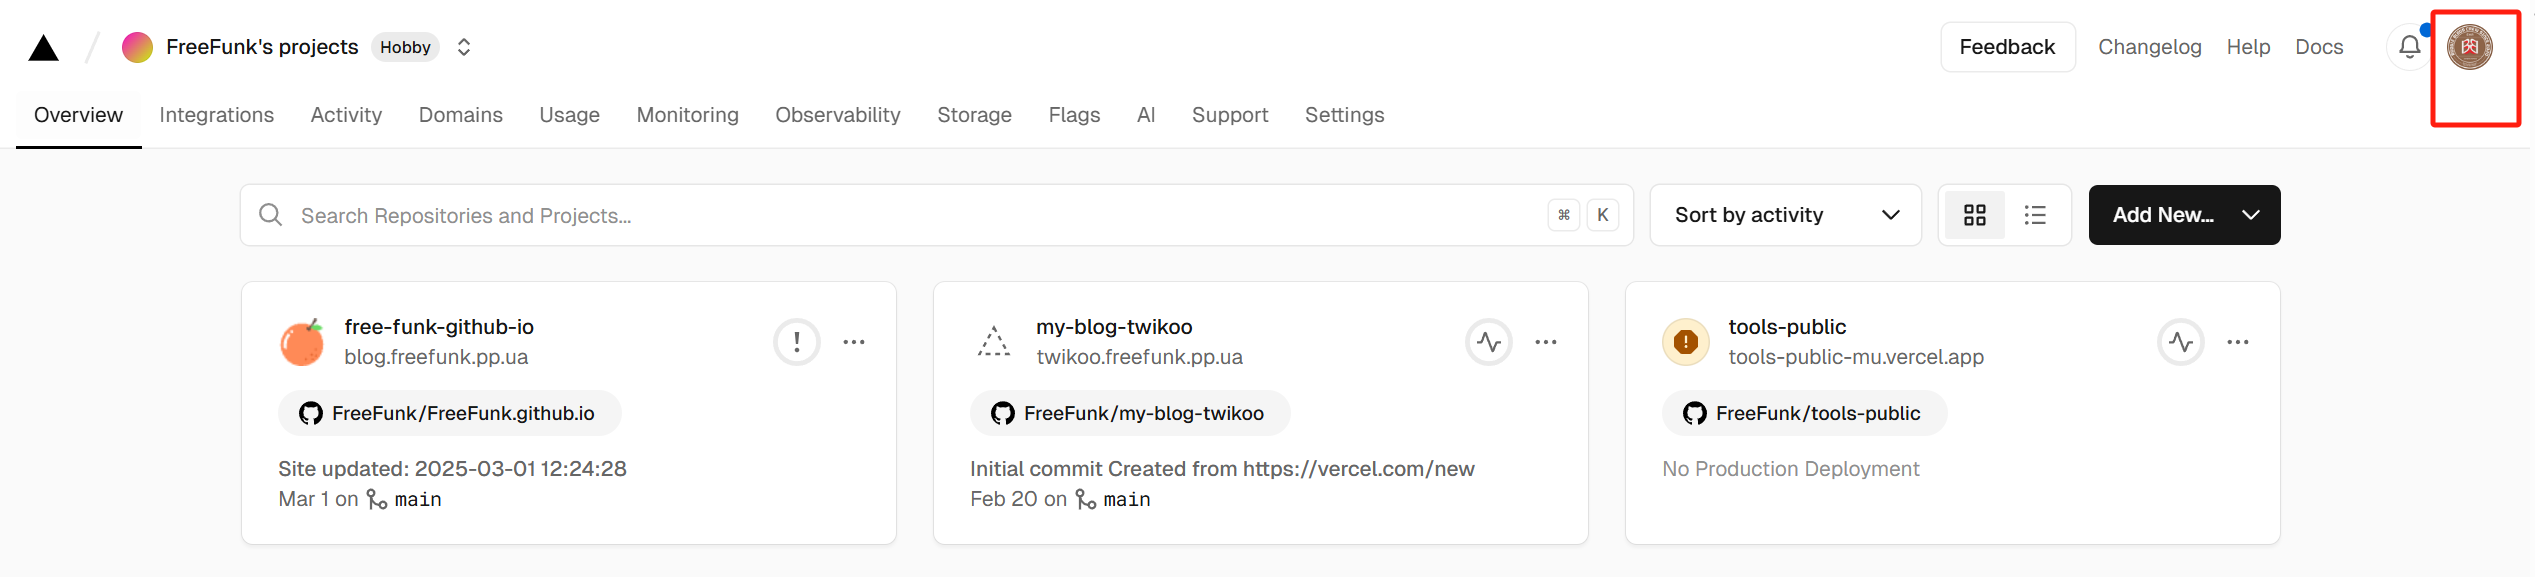 FreeFunk's projects Hobby
Feedback Changelog Help Docs
Overview Integrations Activity Domains Usage Monitoring Observability Storage Flags AI Support Settings
Search Repositories and Projects... ⌘ K
Sort by activity
Add New...
free-funk-github-io
blog.freefunk.pp.ua
FreeFunk/FreeFunk.github.io
Site updated: 2025-03-01 12:24:28
Mar 1 on main
my-blog-twikoo
twikoo.freefunk.pp.ua
FreeFunk/my-blog-twikoo
Initial commit Created from https://vercel.com/new
Feb 20 on main
tools-public
tools-public-mu.vercel.app
FreeFunk/tools-public
No Production Deployment